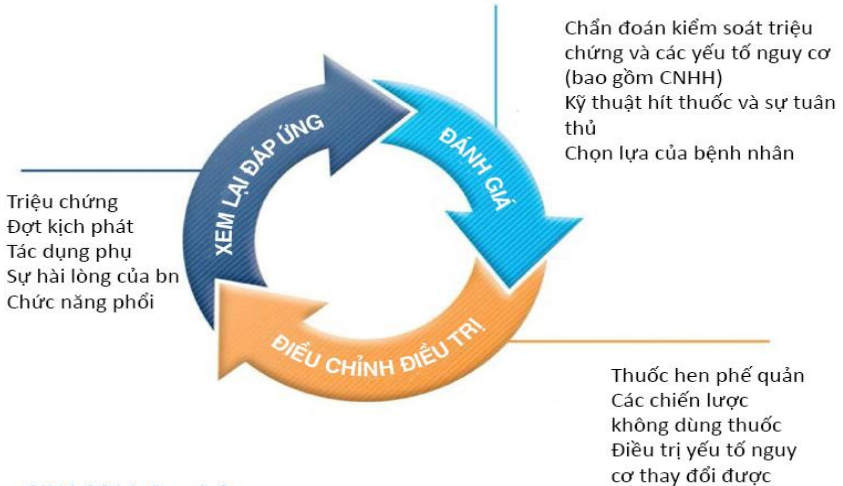 Chẩn đoán kiểm soát triệu
chứng và các yếu tố nguy cơ
(bao gồm CNHH)
Kỹ thuật hít thuốc và sự tuân
thủ
Chọn lựa của bệnh nhân
ĐÁNH GIÁ
XEM LẠI ĐÁP ỨNG
Triệu chứng
Đợt kịch phát
Tác dụng phụ
Sự hài lòng của bn
Chức năng phổi
ĐIỀU CHỈNH ĐIỀU TRỊ
Thuốc hen phế quản
Các chiến lược
không dùng thuốc
Điều trị yếu tố nguy
cơ thay đổi được